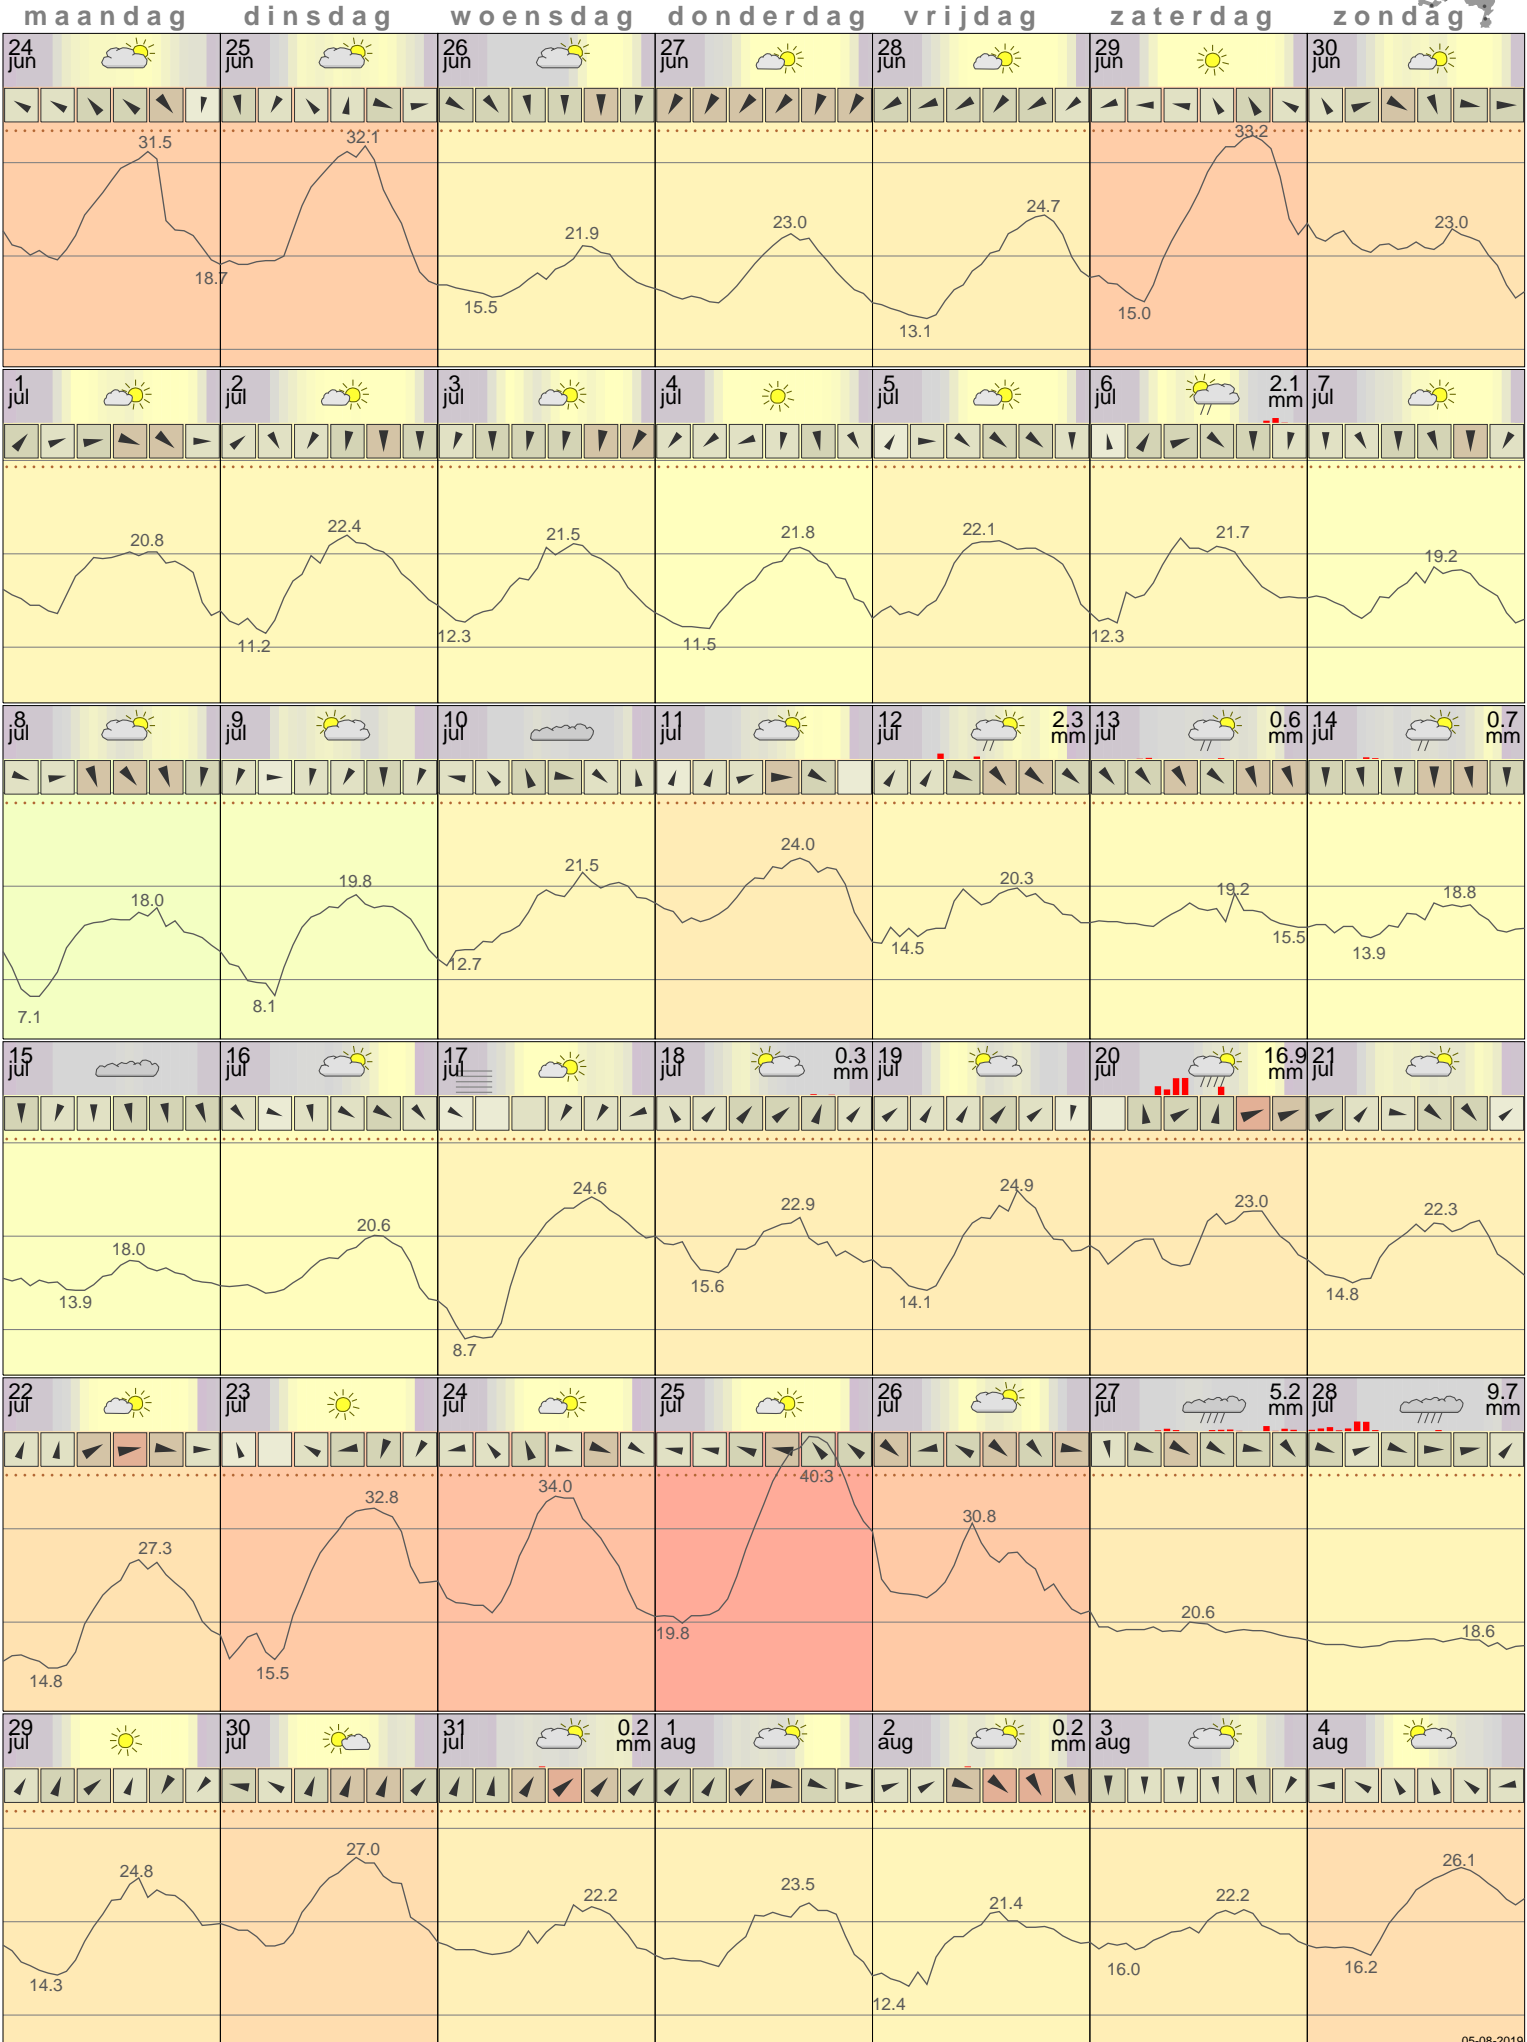 maandag dinsdag woensdag donderdag vrijdag zaterdag zondag
24 jun 25 jun 26 jun 27 jun 28 jun 29 jun 30 jun
31.5 32.1 21.9 23.0 24.7 33.2 23.0
18.7 15.5 13.1 15.0
1 jul 2 jul 3 jul 4 jul 5 jul 6 jul 2.1 mm 7 jul
20.8 22.4 21.5 21.8 22.1 21.7 19.2
11.2 12.3 11.5 12.3
8 jul 9 jul 10 jul 11 jul 12 jul 2.3 mm 13 jul 0.6 mm 14 jul 0.7 mm
18.0 19.8 21.5 24.0 20.3 19.2 18.8
7.1 8.1 12.7 14.5 15.5 13.9
15 jul 16 jul 17 jul 18 jul 0.3 mm 19 jul 20 jul 16.9 mm 21 jul
18.0 20.6 24.6 22.9 24.9 23.0 22.3
13.9 8.7 15.6 14.1 14.8
22 jul 23 jul 24 jul 25 jul 26 jul 27 jul 5.2 mm 28 jul 9.7 mm
27.3 32.8 34.0 40.3 30.8 20.6 18.6
14.8 15.5 19.8
29 jul 30 jul 31 jul 0.2 mm 1 aug 2 aug 0.2 mm 3 aug 4 aug
24.8 27.0 22.2 23.5 21.4 22.2 26.1
14.3 12.4 16.0 16.2
05-08-2019